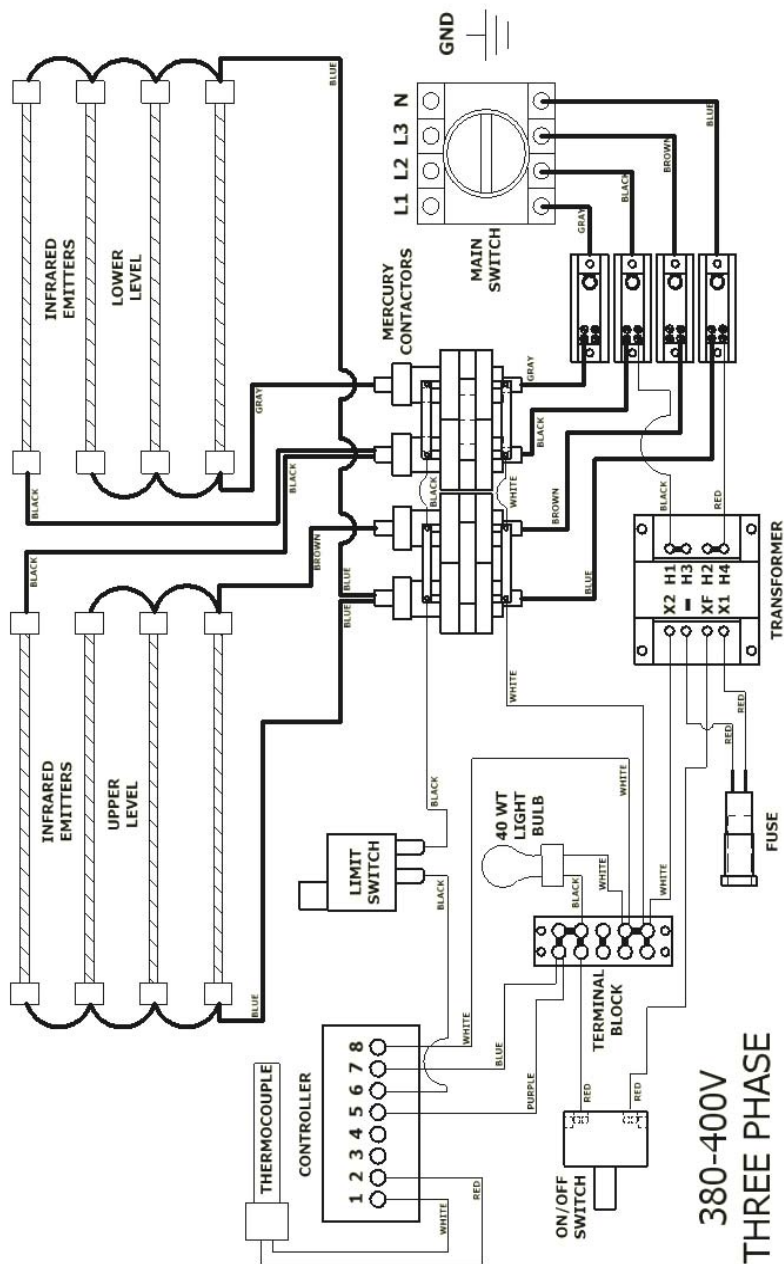 GND
N
L3
L2
L1
MAIN
SWITCH
GRAY
BLACK
BROWN
BLUE
INFRARED
EMITTERS
LOWER
LEVEL
BLUE
BLACK
GRAY
MERCURY
CONTACTORS
INFRARED
EMITTERS
UPPER
LEVEL
BLACK
BLACK
BROWN
BLUE
BLUE
BLUE
GRAY
BLACK
BROWN
BLUE
BLACK
WHITE
WHITE
BLACK
RED
TRANSFORMER
X2 H1
- H3
XF H2
X1 H4
RED
RED
FUSE
LIMIT
SWITCH
BLACK
BLACK
40 WT
LIGHT
BULB
BLACK
WHITE
WHITE
WHITE
TERMINAL
BLOCK
THERMOCOUPLE
CONTROLLER
1 2 3 4 5 6 7 8
WHITE
RED
PURPLE
BLUE
WHITE
ON/OFF
SWITCH
RED
RED
380-400V
THREE PHASE